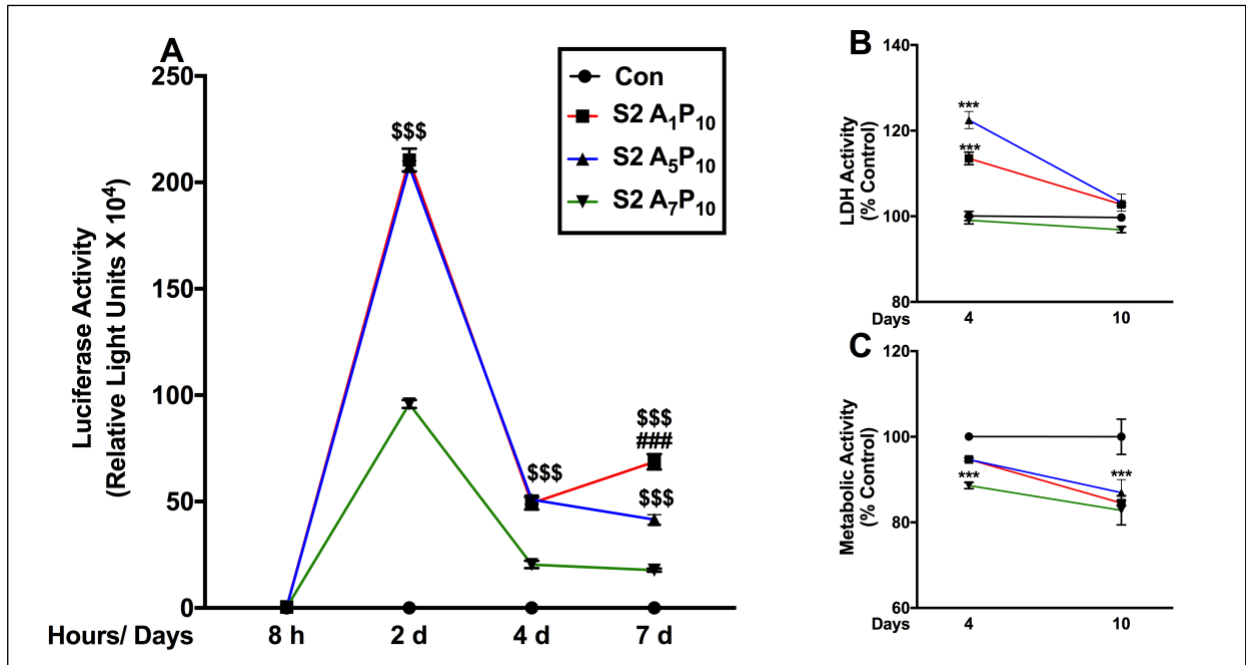 A
Luciferase Activity
(Relative Light Units X 10⁴)
250
200
150
100
50
0
Con
S2 A₁P₁₀
S2 A₅P₁₀
S2 A₇P₁₀
$$$
$$$
$$$
###
$$$
Hours/ Days
8 h 2 d 4 d 7 d
B
LDH Activity
(% Control)
140
120
100
80
***
***
Days
4 10
C
Metabolic Activity
(% Control)
120
100
80
60
***
***
Days
4 10